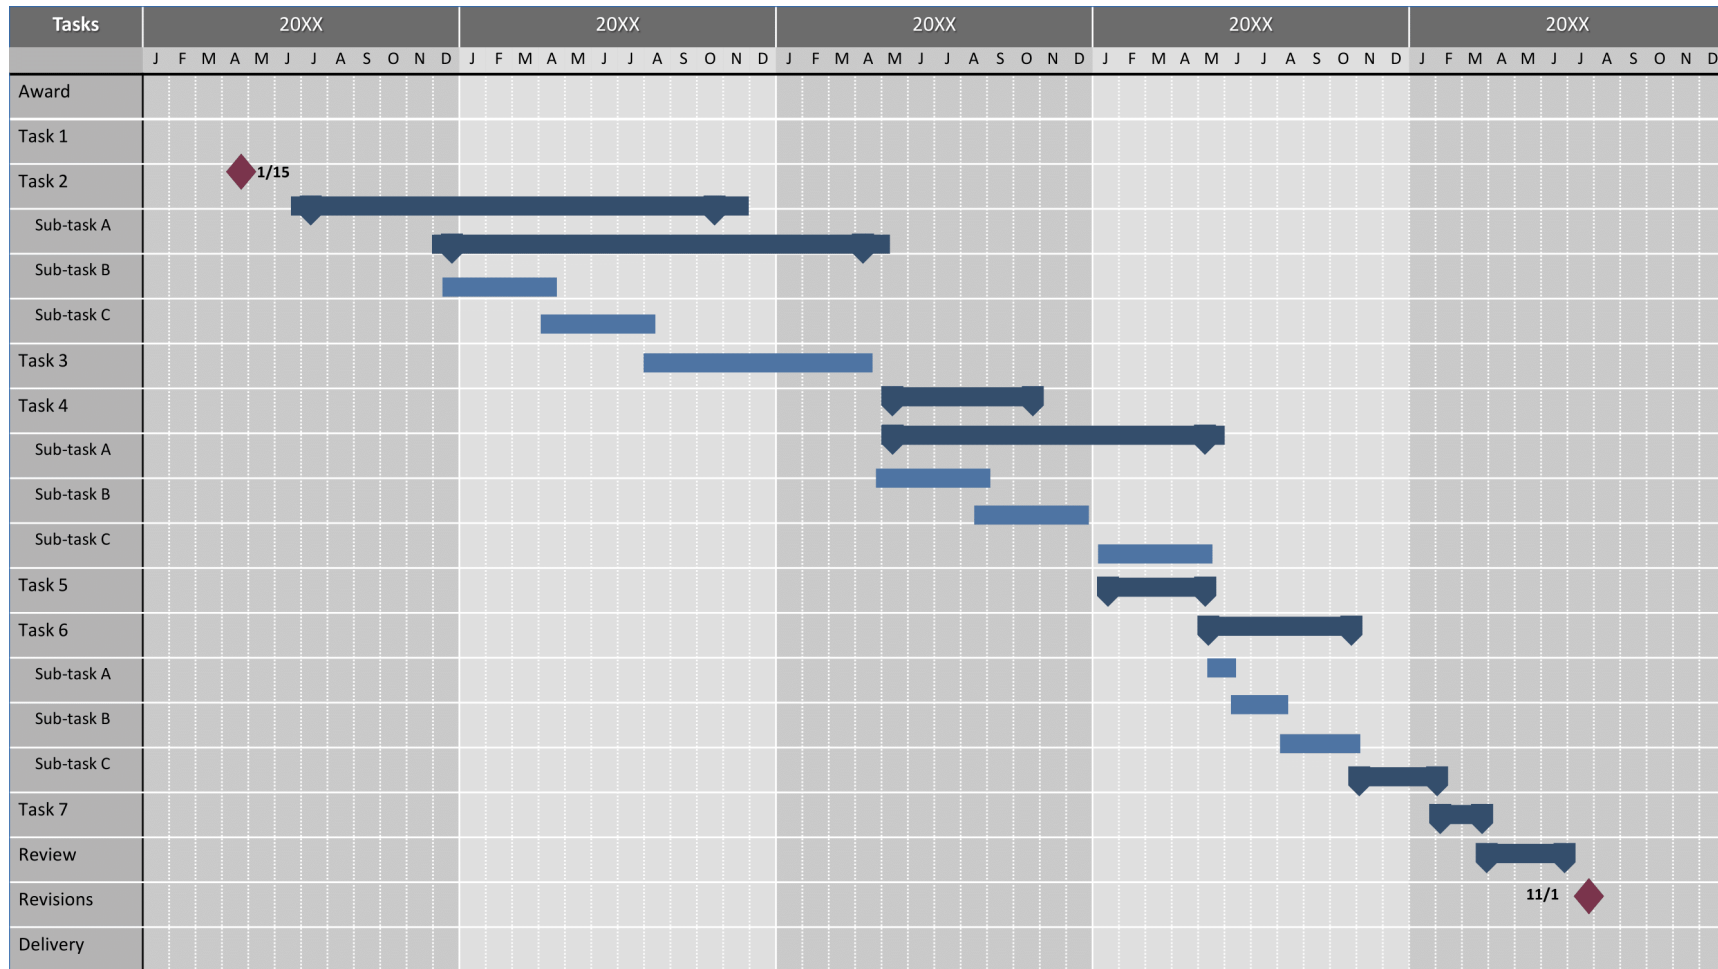 Tasks 20XX 20XX 20XX 20XX 20XX
J F M A M J J A S O N D J F M A M J J A S O N D J F M A M J J A S O N D J F M A M J J A S O N D J F M A M J J A S O N D
Award
Task 1
1/15
Task 2
Sub-task A
Sub-task B
Sub-task C
Task 3
Task 4
Sub-task A
Sub-task B
Sub-task C
Task 5
Task 6
Sub-task A
Sub-task B
Sub-task C
Task 7
Review
Revisions 11/1
Delivery